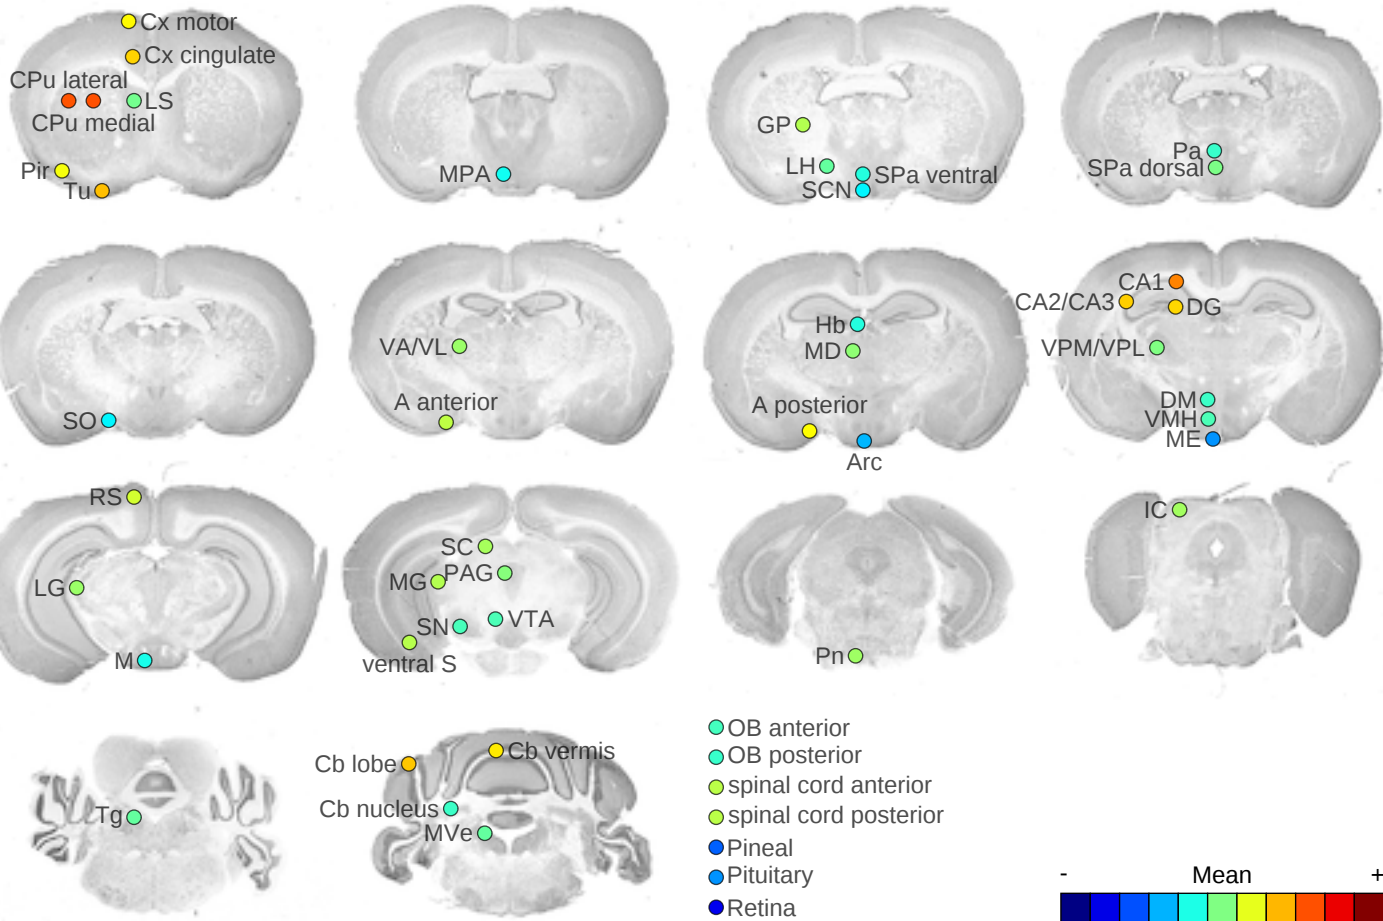 Cx motor
Cx cingulate
CPu lateral
LS
CPu medial
Pir
Tu
MPA
GP
LH
SPa ventral
SCN
Pa
SPa dorsal
SO
VA/VL
A anterior
Hb
MD
A posterior
Arc
CA1
CA2/CA3
DG
VPM/VPL
DM
VMH
ME
RS
LG
M
SC
MG
PAG
SN
VTA
ventral S
Pn
IC
Tg
Cb lobe
Cb vermis
Cb nucleus
MVe
OB anterior
OB posterior
spinal cord anterior
spinal cord posterior
Pineal
Pituitary
Retina
- Mean +